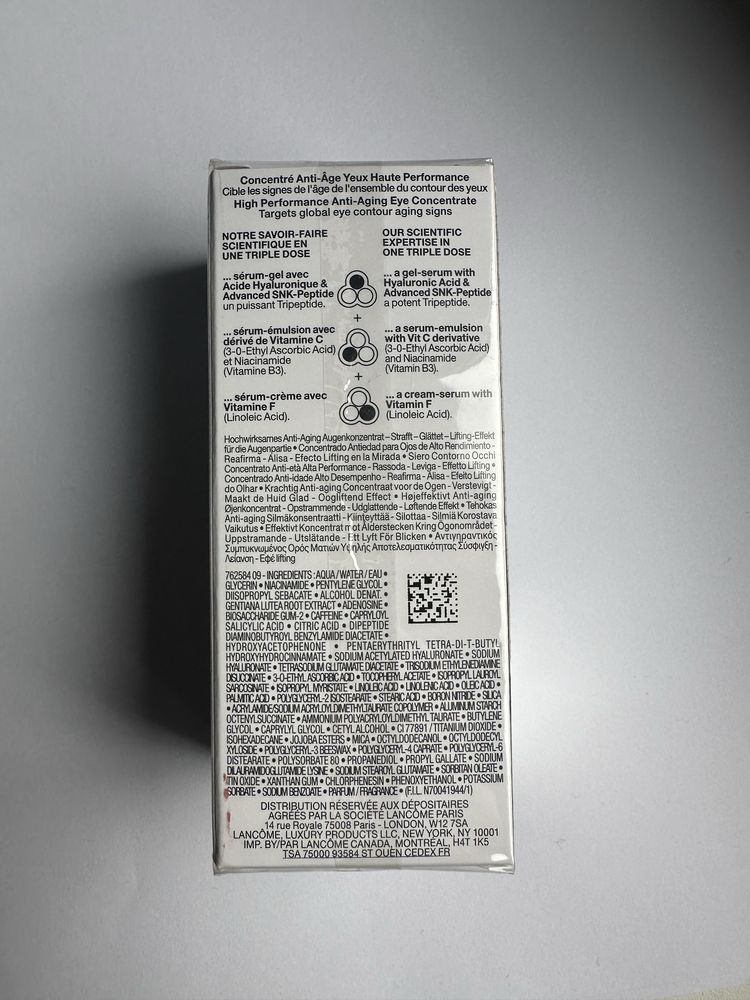 Concentré Anti-Âge Yeux Haute Performance
Cible les signes de l'âge de l'ensemble du contour des yeux
High Performance Anti-Aging Eye Concentrate
Targets global eye contour aging signs
NOTRE SAVOIR-FAIRE
SCIENTIFIQUE EN
UNE TRIPLE DOSE
OUR SCIENTIFIC
EXPERTISE IN
ONE TRIPLE DOSE
... sérum-gel avec
Acide Hyaluronique &
Advanced SNK-Peptide
un puissant Tripeptide.
... a gel-serum with
Hyaluronic Acid &
Advanced SNK-Peptide
a potent Tripeptide.
+
... sérum-émulsion avec
dérivé de Vitamine C
(3-0-Ethyl Ascorbic Acid)
et Niacinamide
(Vitamine B3).
... a serum-emulsion
with Vit C derivative
(3-0-Ethyl Ascorbic Acid)
and Niacinamide
(Vitamin B3).
+
... sérum-crème avec
Vitamine F
(Linoleic Acid).
... a cream-serum with
Vitamin F
(Linoleic Acid).
Hochwirksames Anti-Aging Augenkonzentrat – Strafft – Glättet – Lifting-Effekt
für die Augenpartie • Concentrado Antiedad para Ojos de Alto Rendimiento -
Reafirma - Alisa - Efecto Lifting en la Mirada • Siero Contorno Occhi
Concentrato Anti-età Alta Performance - Rassoda - Leviga - Effetto Lifting •
Concentrado Anti-idade Alto Desempenho - Reafirma - Alisa - Efeito Lifting
do Olhar • Krachtig Anti-aging Concentraat voor de Ogen - Verstevigt -
Maakt de Huid Glad - Oogliftend Effect • Højeffektivt Anti-aging
Øjenkoncentrat - Opstrammende - Udglattende - Løftende Effekt • Tehokas
Anti-aging Silmäkonsentraatti - Kiinteyttää - Silottaa - Silmiä Korostava
Vaikutus • Effektivt Koncentrat mot Ålderstecken Kring Ögonområdet -
Uppstramande - Utslätande - Ett Lyft För Blicken • Αντιγηραντικός
Συμπυκνωμένος Ορός Ματιών Υψηλής Αποτελεσματικότητας Σύσφιγξη -
Λείανση - Εφέ lifting
762584 09 - INGREDIENTS : AQUA / WATER / EAU •
GLYCERIN • NIACINAMIDE • PENTYLENE GLYCOL •
DIISOPROPYL SEBACATE • ALCOHOL DENAT. •
GENTIANA LUTEA ROOT EXTRACT • ADENOSINE •
BIOSACCHARIDE GUM-2 • CAFFEINE • CAPRYLOYL
SALICYLIC ACID • CITRIC ACID • DIPEPTIDE
DIAMINOBUTYROYL BENZYLAMIDE DIACETATE •
HYDROXYACETOPHENONE • PENTAERYTHRITYL TETRA-DI-T-BUTYL
HYDROXYHYDROCINNAMATE • SODIUM ACETYLATED HYALURONATE • SODIUM
HYALURONATE • TETRASODIUM GLUTAMATE DIACETATE • TRISODIUM ETHYLENEDIAMINE
DISUCCINATE • 3-O-ETHYL ASCORBIC ACID • TOCOPHERYL ACETATE • ISOPROPYL LAUROYL
SARCOSINATE • ISOPROPYL MYRISTATE • LINOLEIC ACID • LINOLENIC ACID • OLEIC ACID •
PALMITIC ACID • POLYGLYCERYL-2 ISOSTEARATE • STEARIC ACID • BORON NITRIDE • SILICA
• ACRYLAMIDE/SODIUM ACRYLOYLDIMETHYLTAURATE COPOLYMER • ALUMINUM STARCH
OCTENYLSUCCINATE • AMMONIUM POLYACRYLOYLDIMETHYL TAURATE • BUTYLENE
GLYCOL • CAPRYLYL GLYCOL • CETYL ALCOHOL • CI 77891 / TITANIUM DIOXIDE •
ISOHEXADECANE • JOJOBA ESTERS • MICA • OCTYLDODECANOL • OCTYLDODECYL
XYLOSIDE • POLYGLYCERYL-3 BEESWAX • POLYGLYCERYL-4 CAPRATE • POLYGLYCERYL-6
DISTEARATE • POLYSORBATE 80 • PROPANEDIOL • PROPYL GALLATE • SODIUM
DILAURAMIDOGLUTAMIDE LYSINE • SODIUM STEAROYL GLUTAMATE • SORBITAN OLEATE •
TIN OXIDE • XANTHAN GUM • CHLORPHENESIN • PHENOXYETHANOL • POTASSIUM
SORBATE • SODIUM BENZOATE • PARFUM / FRAGRANCE • (F.I.L. N70041944/1)
DISTRIBUTION RÉSERVÉE AUX DÉPOSITAIRES
AGRÉÉS PAR LA SOCIÉTÉ LANCÔME PARIS
14 rue Royale 75008 Paris - LONDON, W12 7SA
LANCÔME, LUXURY PRODUCTS LLC, NEW YORK, NY 10001
IMP. BY/PAR LANCÔME CANADA, MONTRÉAL, H4T 1K5
TSA 75000 93584 ST OUEN CEDEX FR